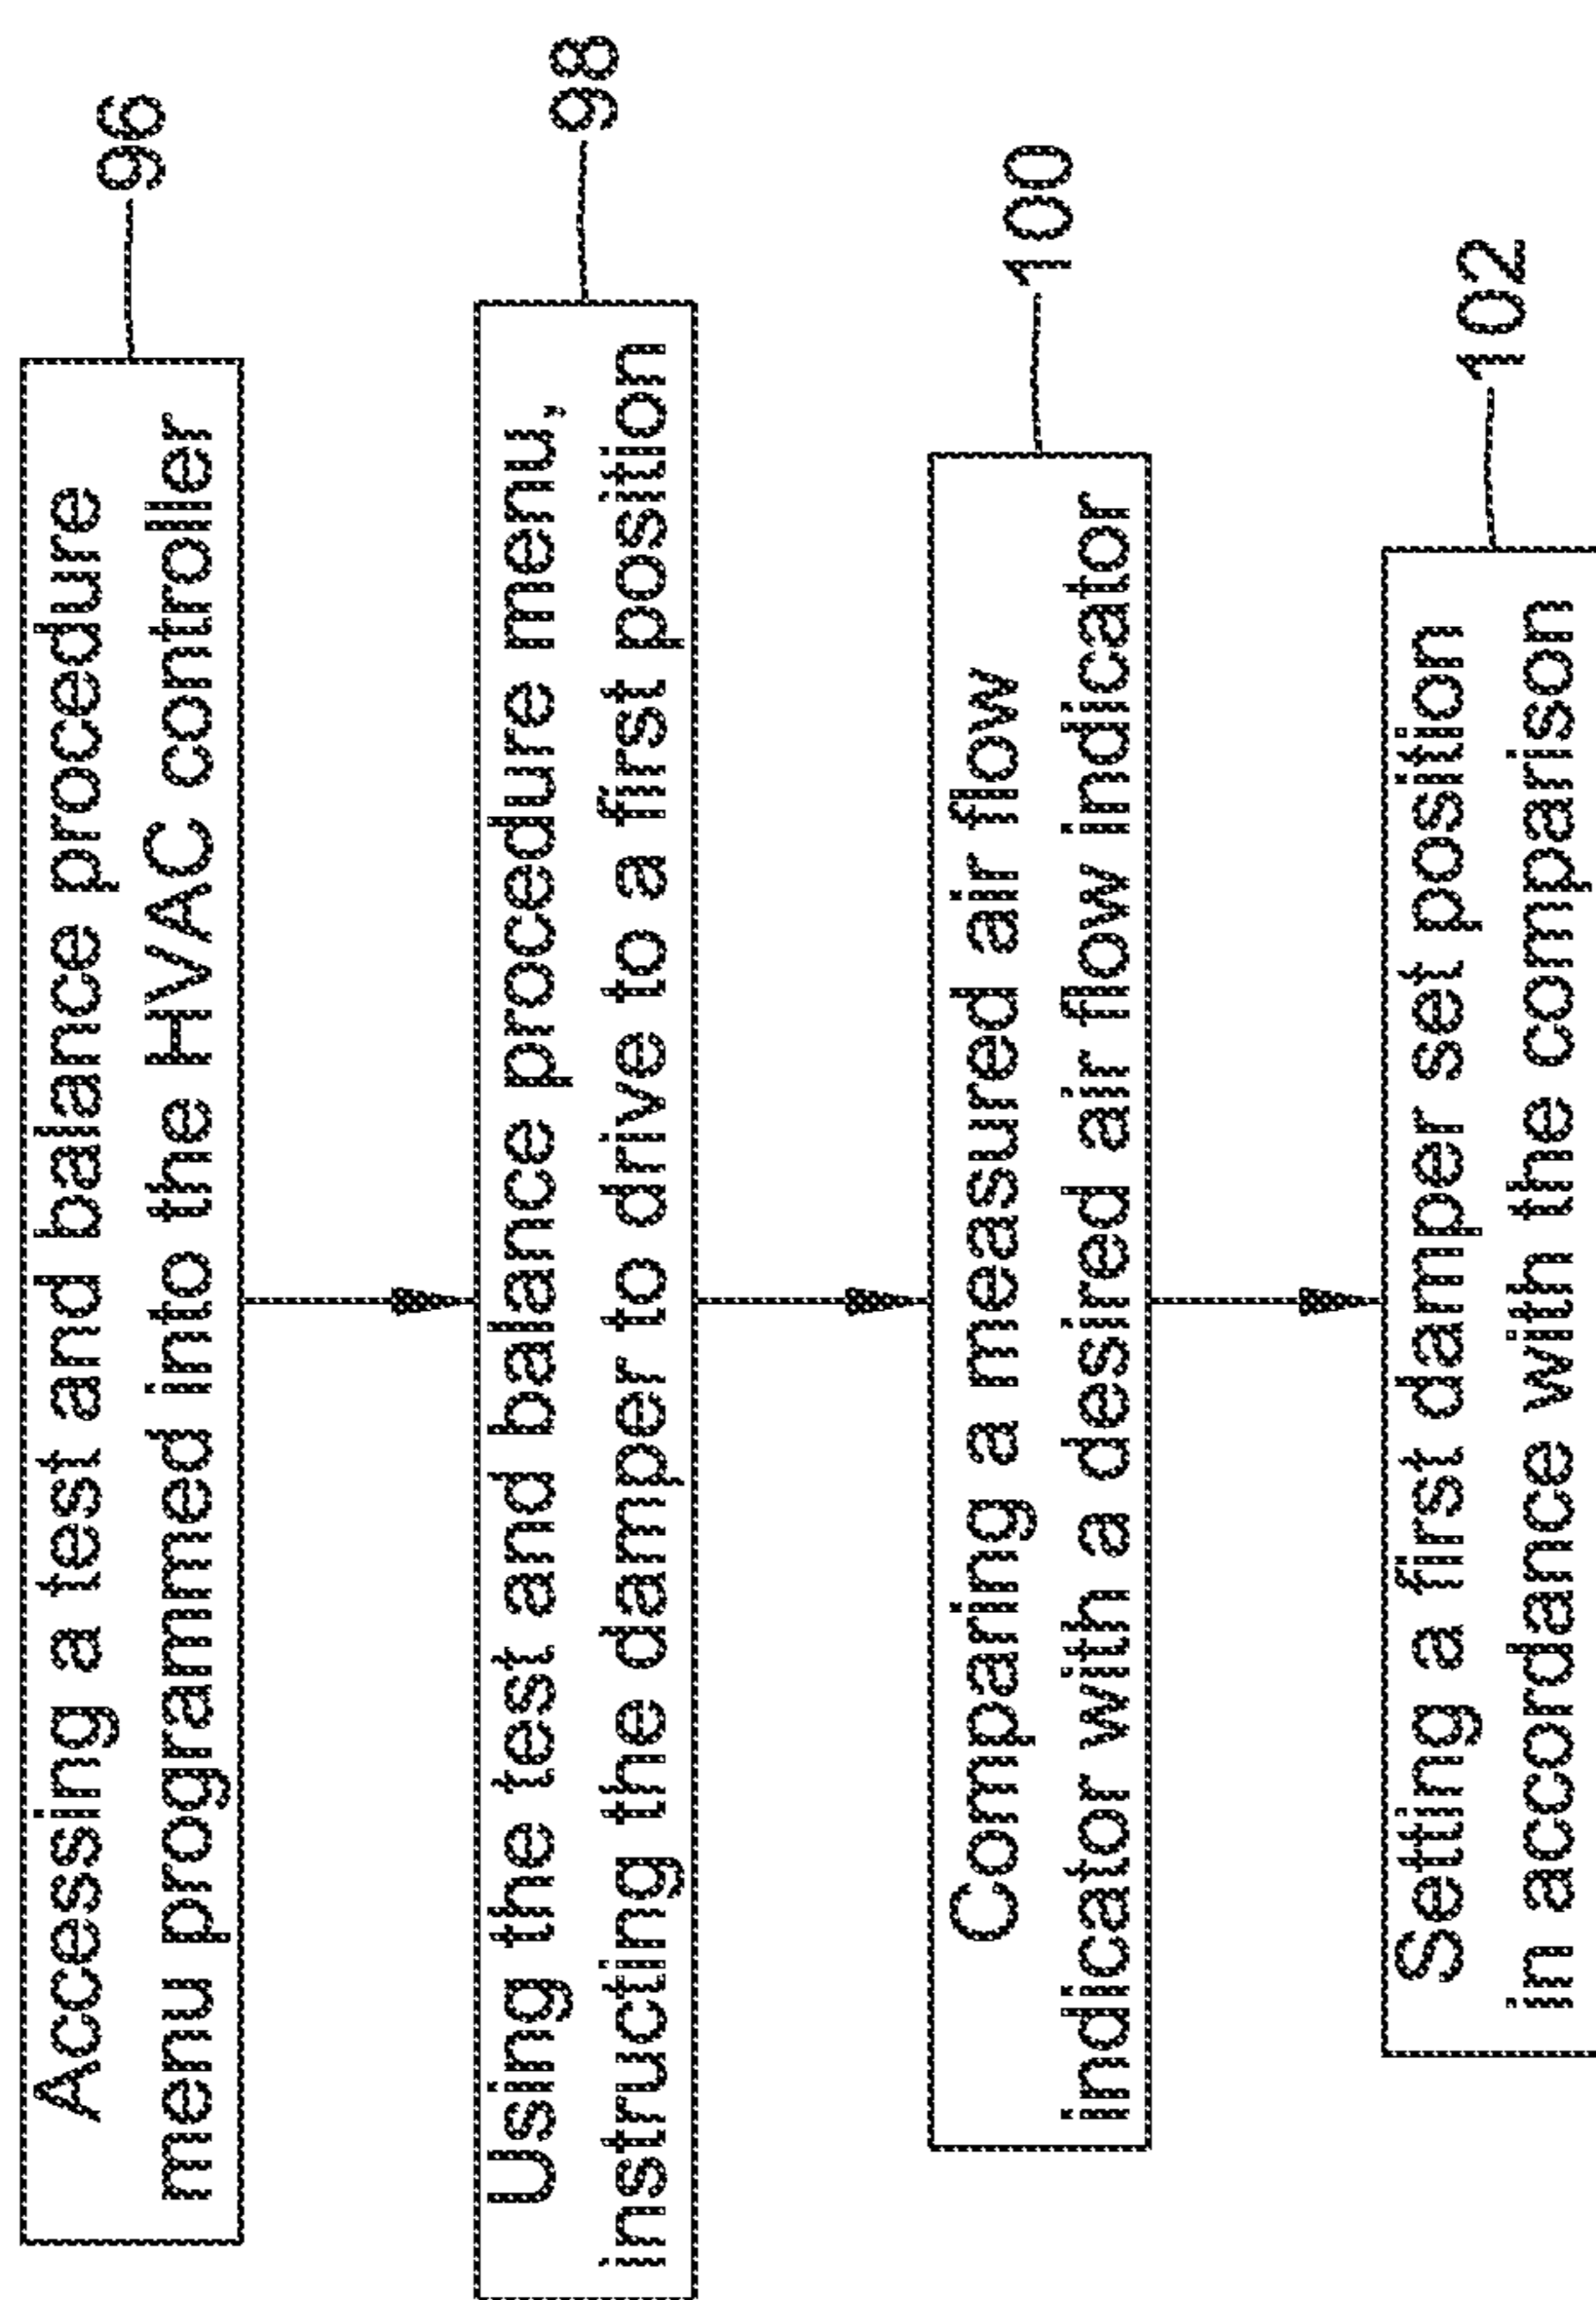 Accessing a test and balance procedure
menu programmed into the HVAC controller
96
Using the test and balance procedure menu,
instructing the damper to drive to a first position
98
Comparing a measured air flow
indicator with a desired air flow indicator
100
Setting a first damper set position
in accordance with the comparison
102